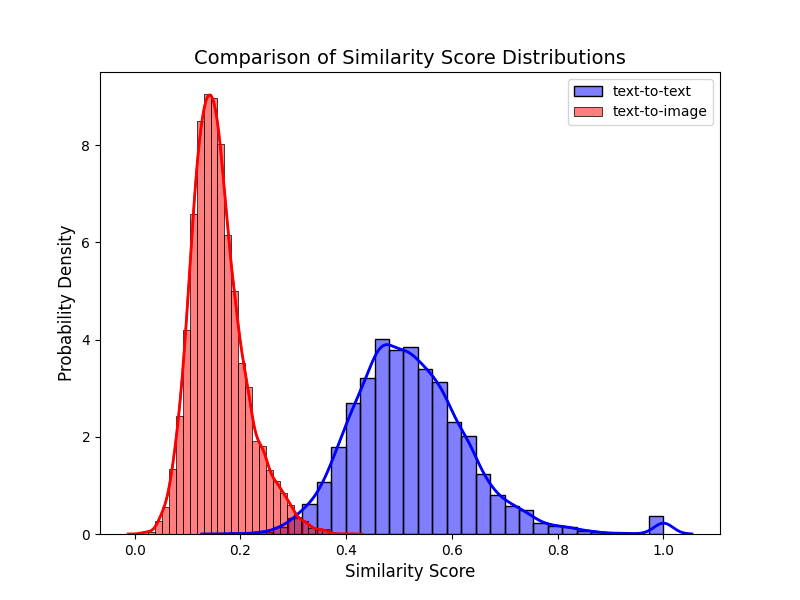 Comparison of Similarity Score Distributions
text-to-text
text-to-image
Probability Density
8
6
4
2
0
0.0 0.2 0.4 0.6 0.8 1.0
Similarity Score